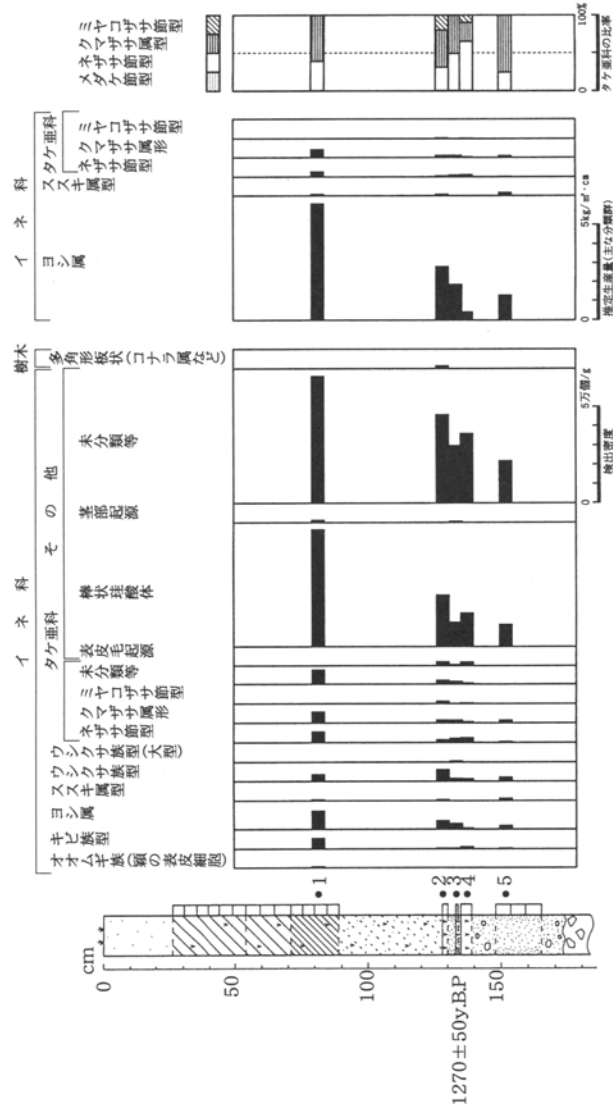 cm
0
50
100
150
1270±50y.B.P
1
2
3
4
5
イネ科
オオムギ族(穎の表皮細胞)
キビ族型
ヨシ属
ススキ属型
ウシクサ族型
ウシクサ族型(大型)
タケ亜科
ネザサ節型
クマザサ属形
ミヤコザサ節型
未分類等
その他
表皮毛起源
棒状珪酸体
茎部起源
未分類等
樹木
多角形板状(コナラ属など)
0
5万個/g
検出密度
イネ科
ヨシ属
ススキ属型
タケ亜科
ネザサ節型
クマザサ属形
ミヤコザサ節型
0
5kg/㎡・cm
推定生産量(主な分類群)
メダケ節型
ネザサ節型
クマザサ属型
ミヤコザサ節型
0
100%
タケ亜科の比率